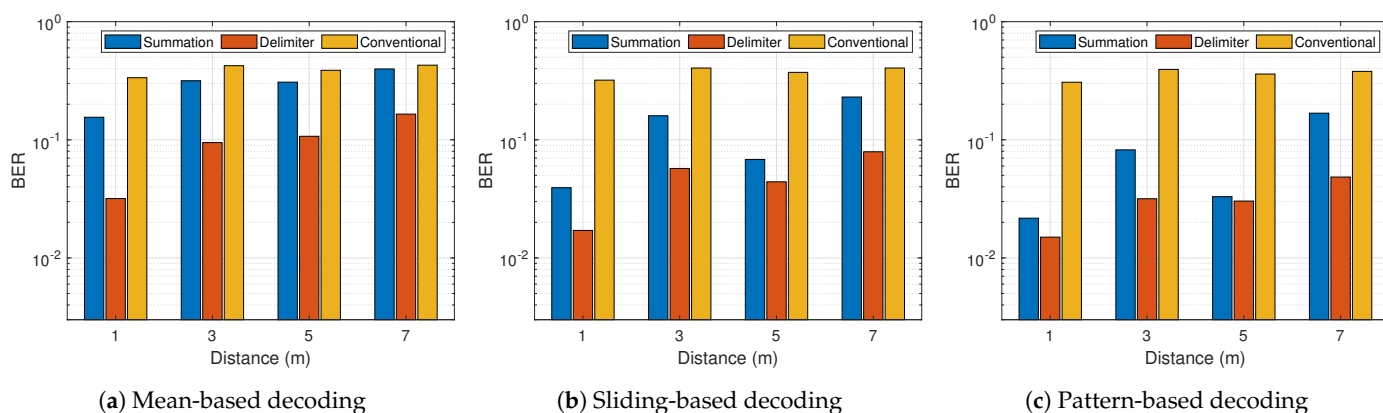 10^0
Summation Delimiter Conventional
10^-1
BER
10^-2
1 3 5 7
Distance (m)
(a) Mean-based decoding
10^0
Summation Delimiter Conventional
10^-1
BER
10^-2
1 3 5 7
Distance (m)
(b) Sliding-based decoding
10^0
Summation Delimiter Conventional
10^-1
BER
10^-2
1 3 5 7
Distance (m)
(c) Pattern-based decoding